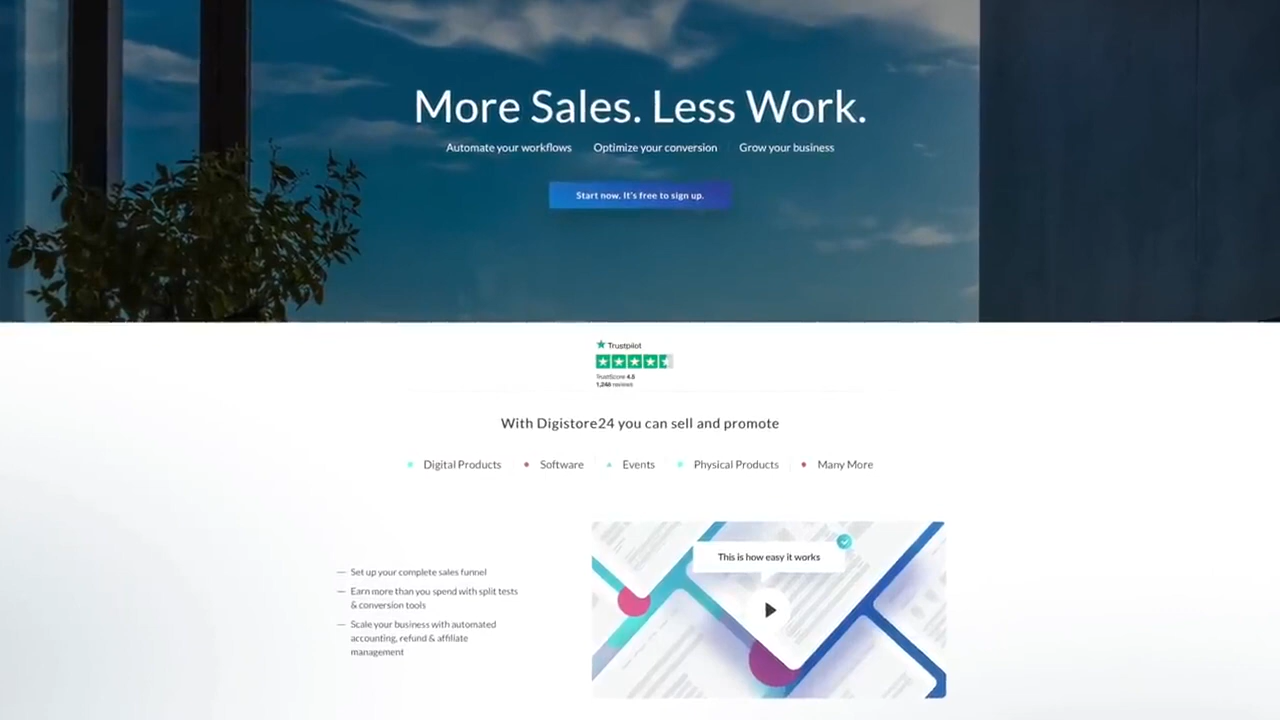 More Sales. Less Work.
Automate your workflows Optimize your conversion Grow your business
Start now. It's free to sign up.
Trustpilot
TrustScore 4.5
1,246 reviews
With Digistore24 you can sell and promote
Digital Products Software Events Physical Products Many More
This is how easy it works
— Set up your complete sales funnel
— Earn more than you spend with split tests
& conversion tools
— Scale your business with automated
accounting, refund & affiliate
management